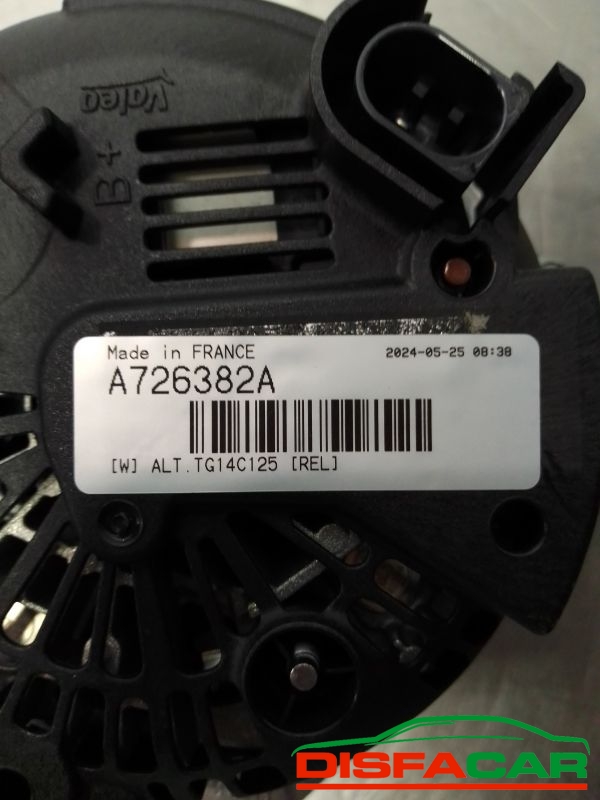 Valeo
B+
Made in FRANCE 2024-05-25 08:38
A726382A
[W] ALT.TG14C125 [REL]
DISFACAR